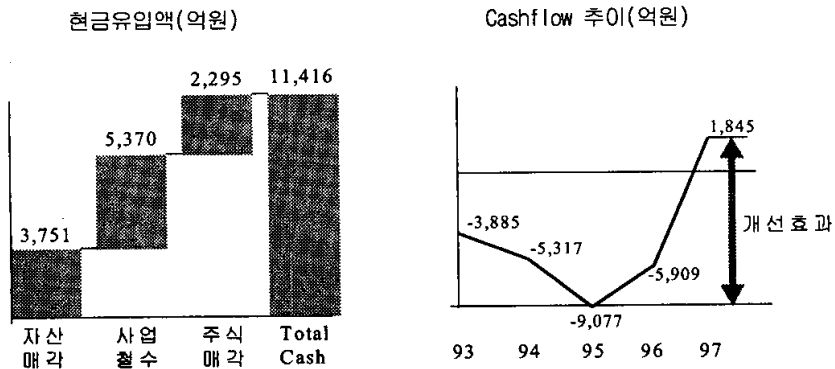 현금유입액(억원)
2,295 11,416
5,370
3,751
자산 사업 주식 Total
매각 철수 매각 Cash
Cashflow 추이(억원)
1,845
-3,885
-5,317
-5,909
-9,077
개선효과
93 94 95 96 97